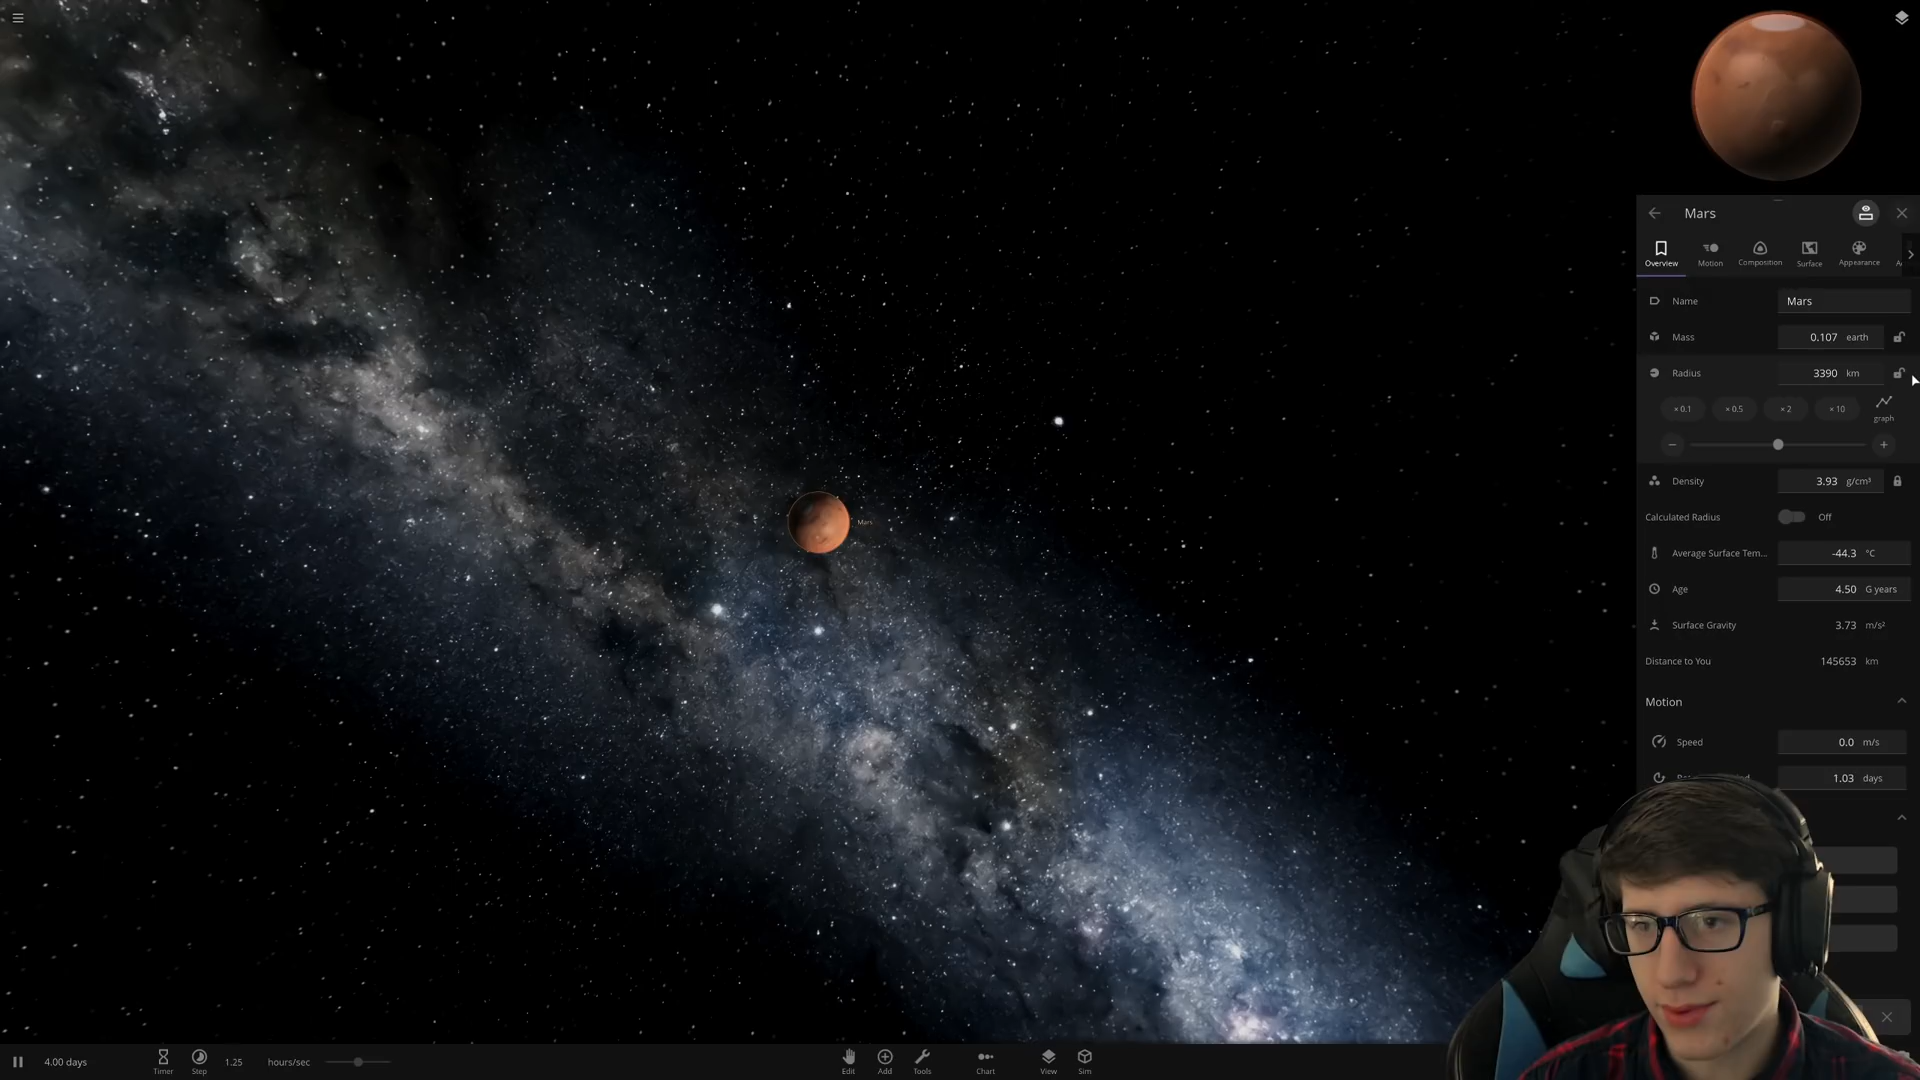 Mars
Overview
Motion
Composition
Surface
Appearance
Name
Mars
Mass
0.107 earth
Radius
3390 km
× 0.1
× 0.5
× 2
× 10
graph
Density
3.93 g/cm³
Calculated Radius
Off
Average Surface Tem...
-44.3 °C
Age
4.50 G years
Surface Gravity
3.73 m/s²
Distance to You
145653 km
Motion
Speed
0.0 m/s
1.03 days
Mars
4.00 days
Timer
Step
1.25
hours/sec
Edit
Add
Tools
Chart
View
Sim